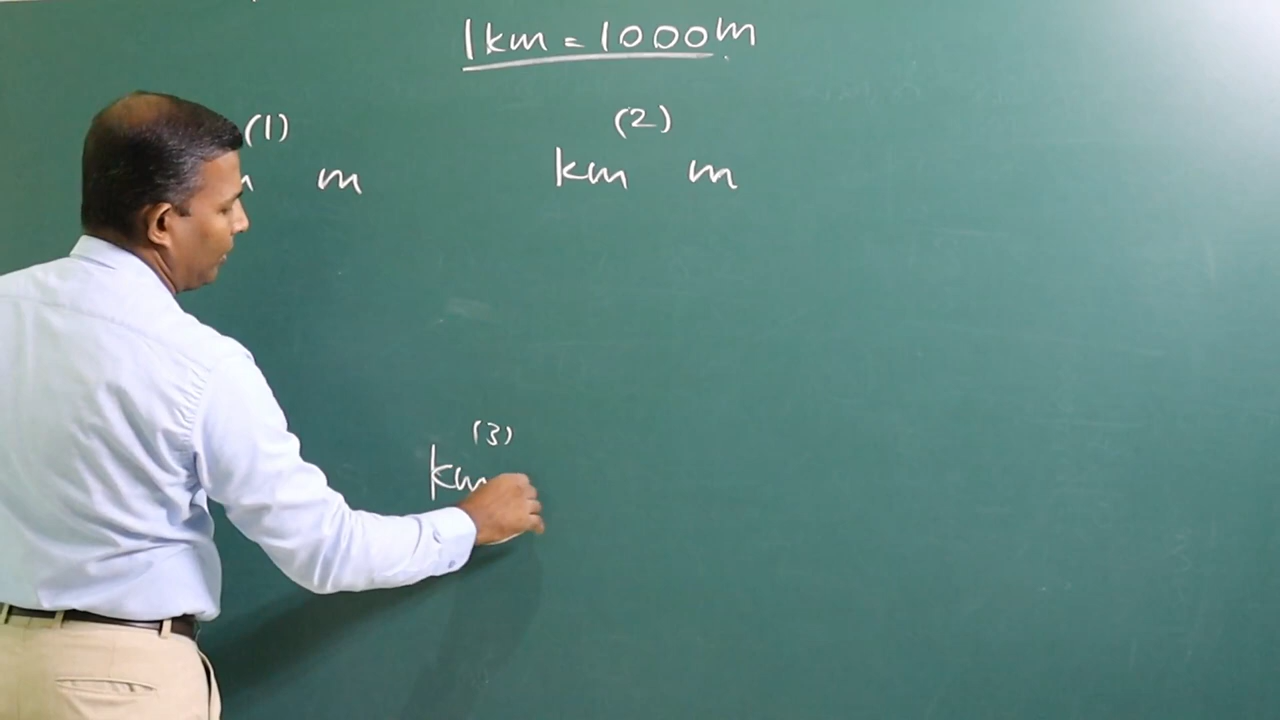 1km = 1000m
(1) (2)
m km m
(3)
km